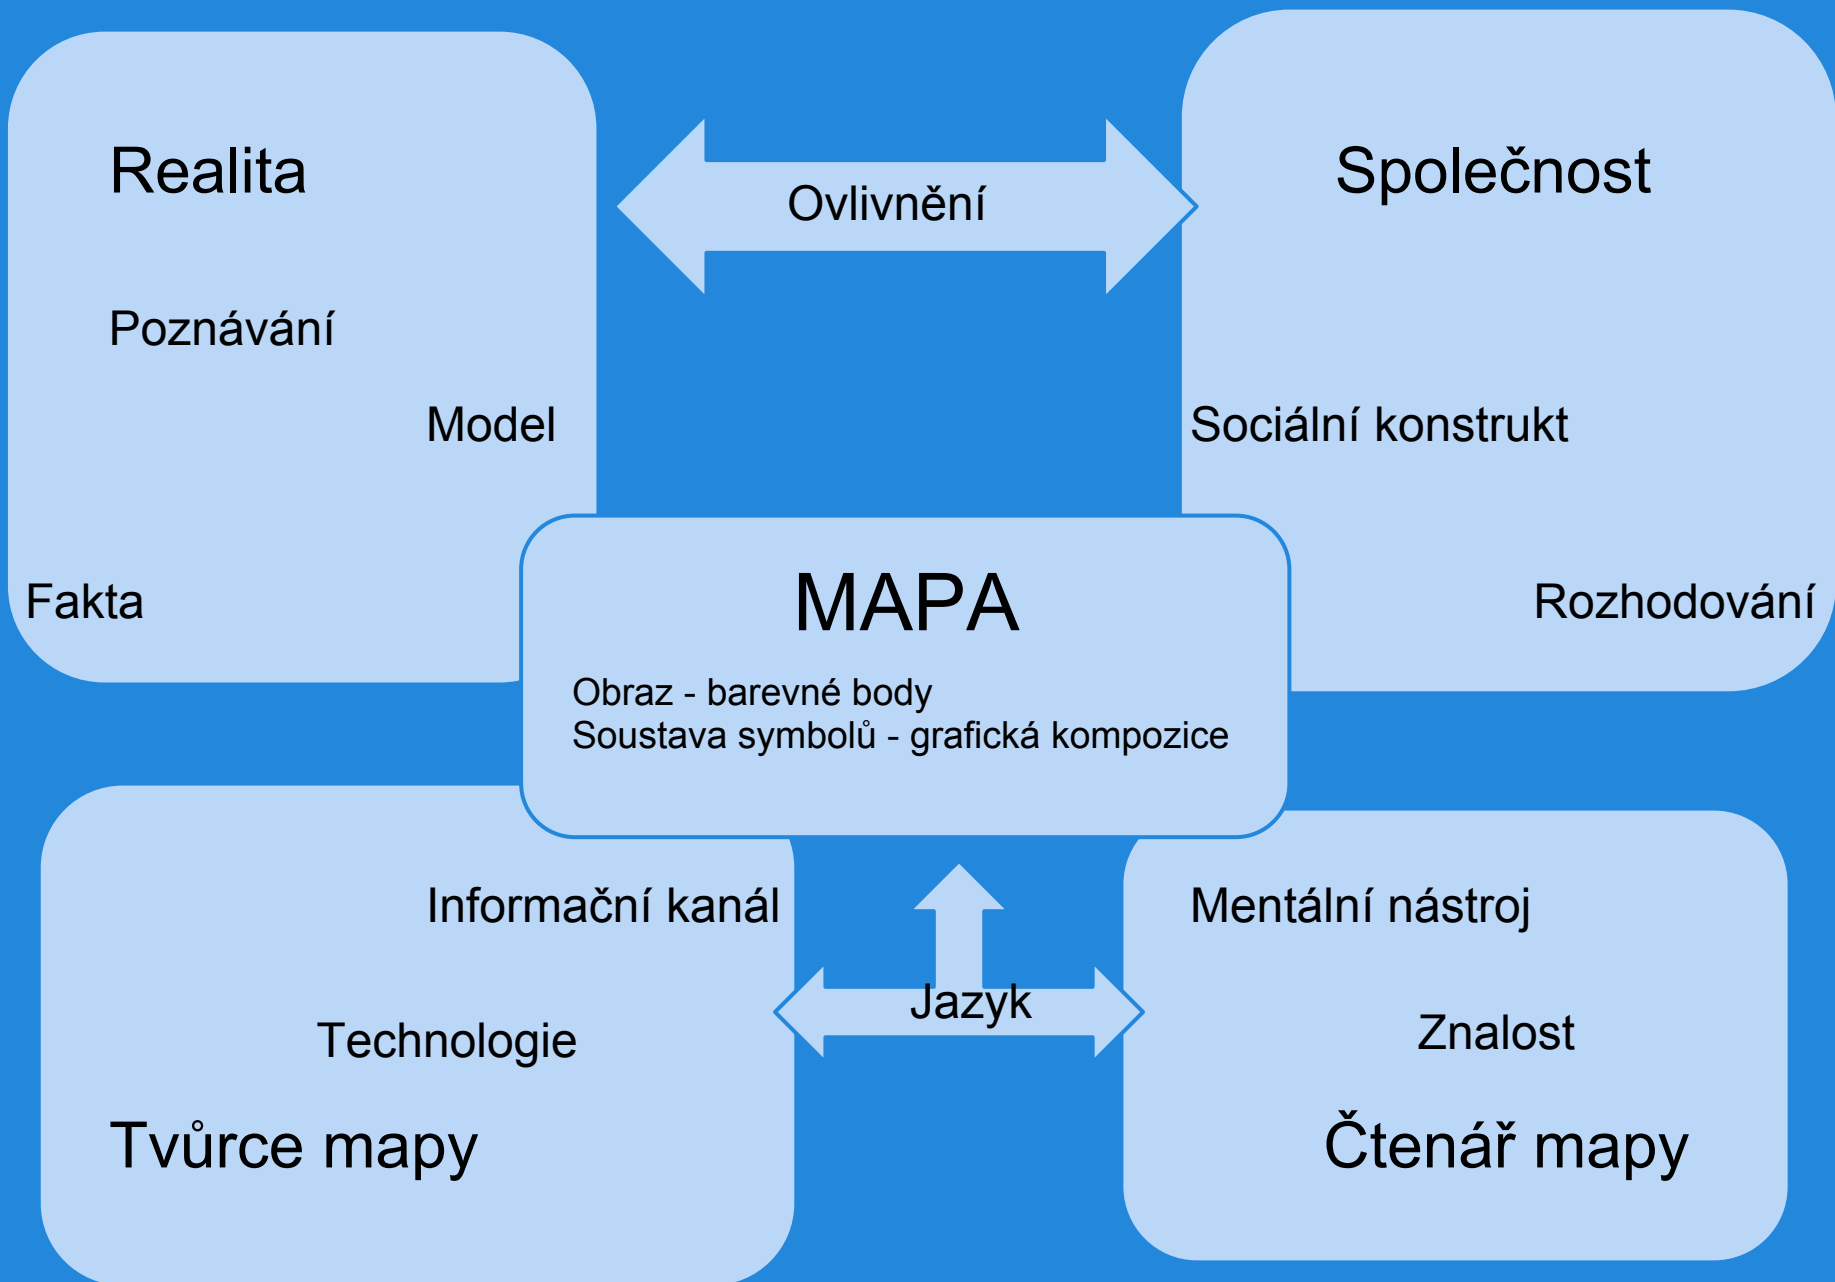 Realita
Ovlivnění
Společnost
Poznávání
Model
Sociální konstrukt
Fakta
MAPA
Rozhodování
Obraz - barevné body
Soustava symbolů - grafická kompozice
Informační kanál
Mentální nástroj
Jazyk
Technologie
Znalost
Tvůrce mapy
Čtenář mapy